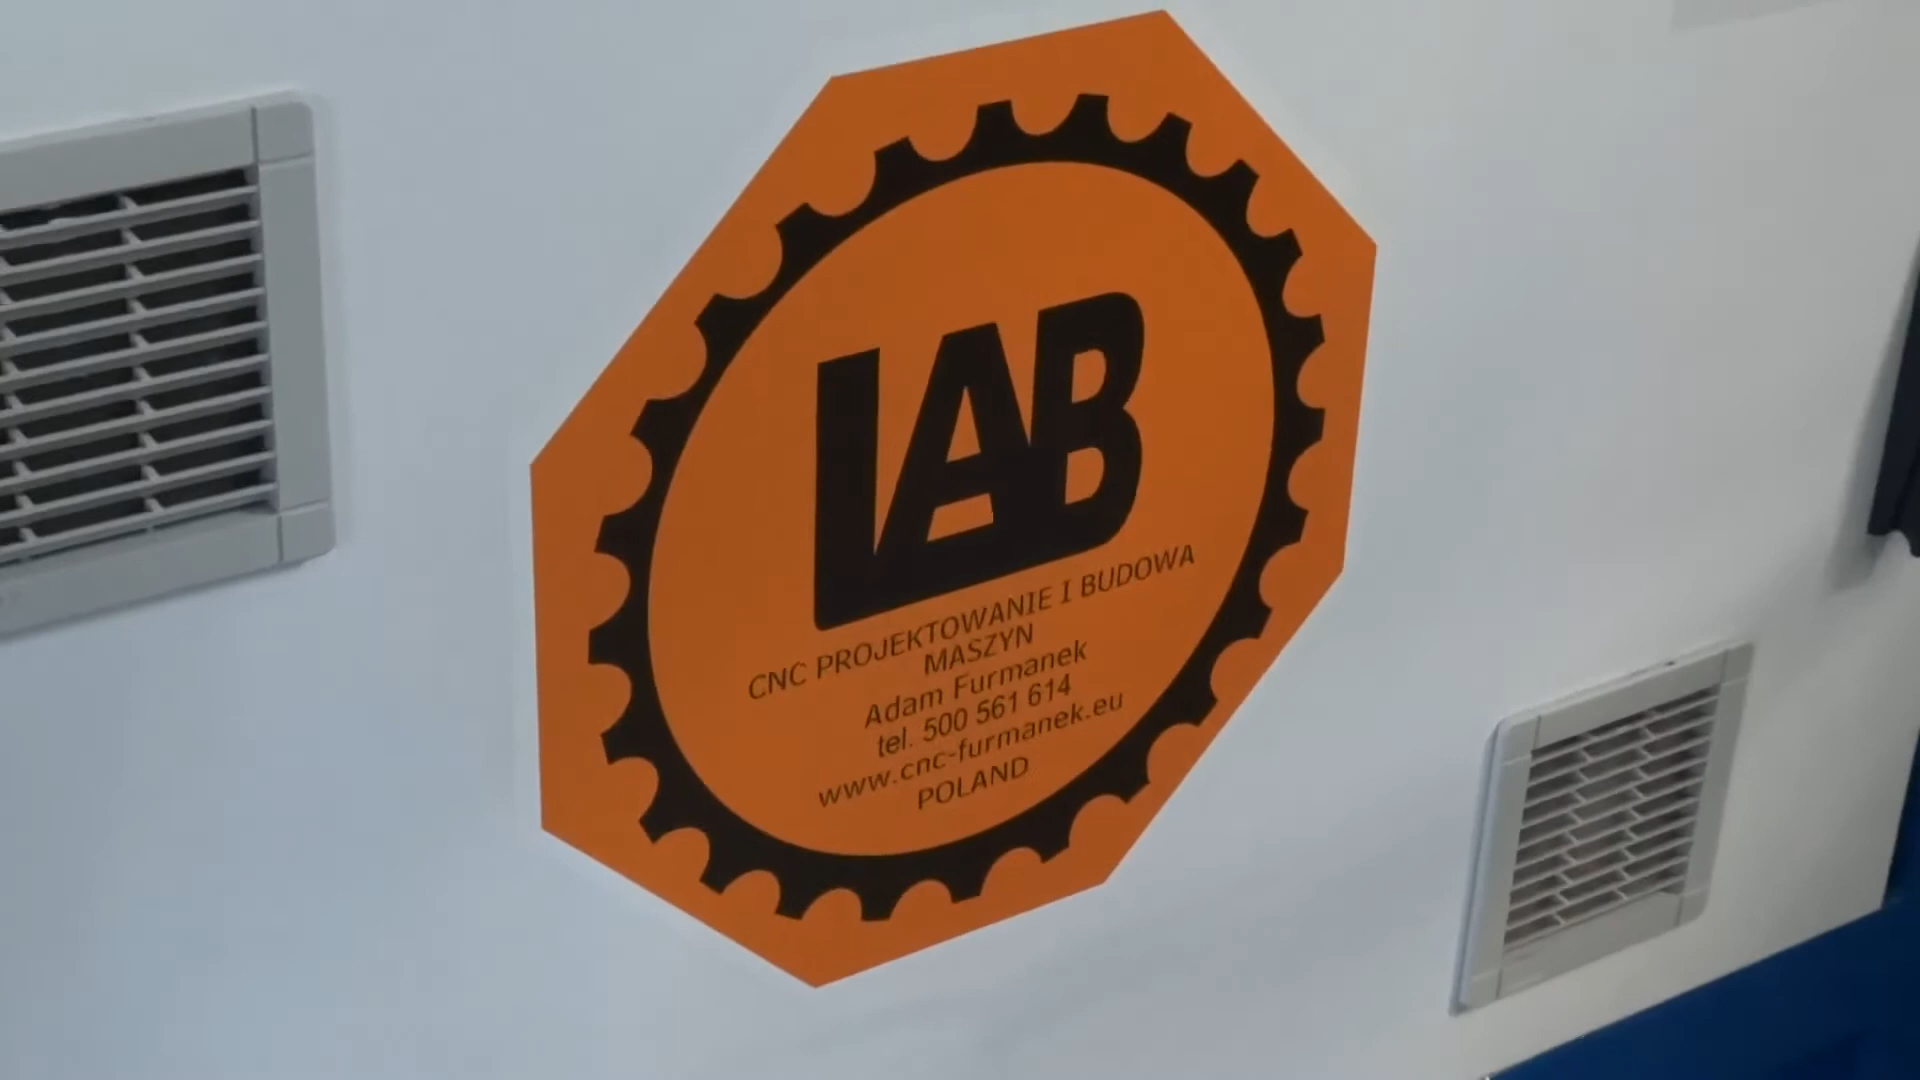 LAB
CNC PROJEKTOWANIE I BUDOWA
MASZYN
Adam Furmanek
tel. 500 561 614
www.cnc-furmanek.eu
POLAND